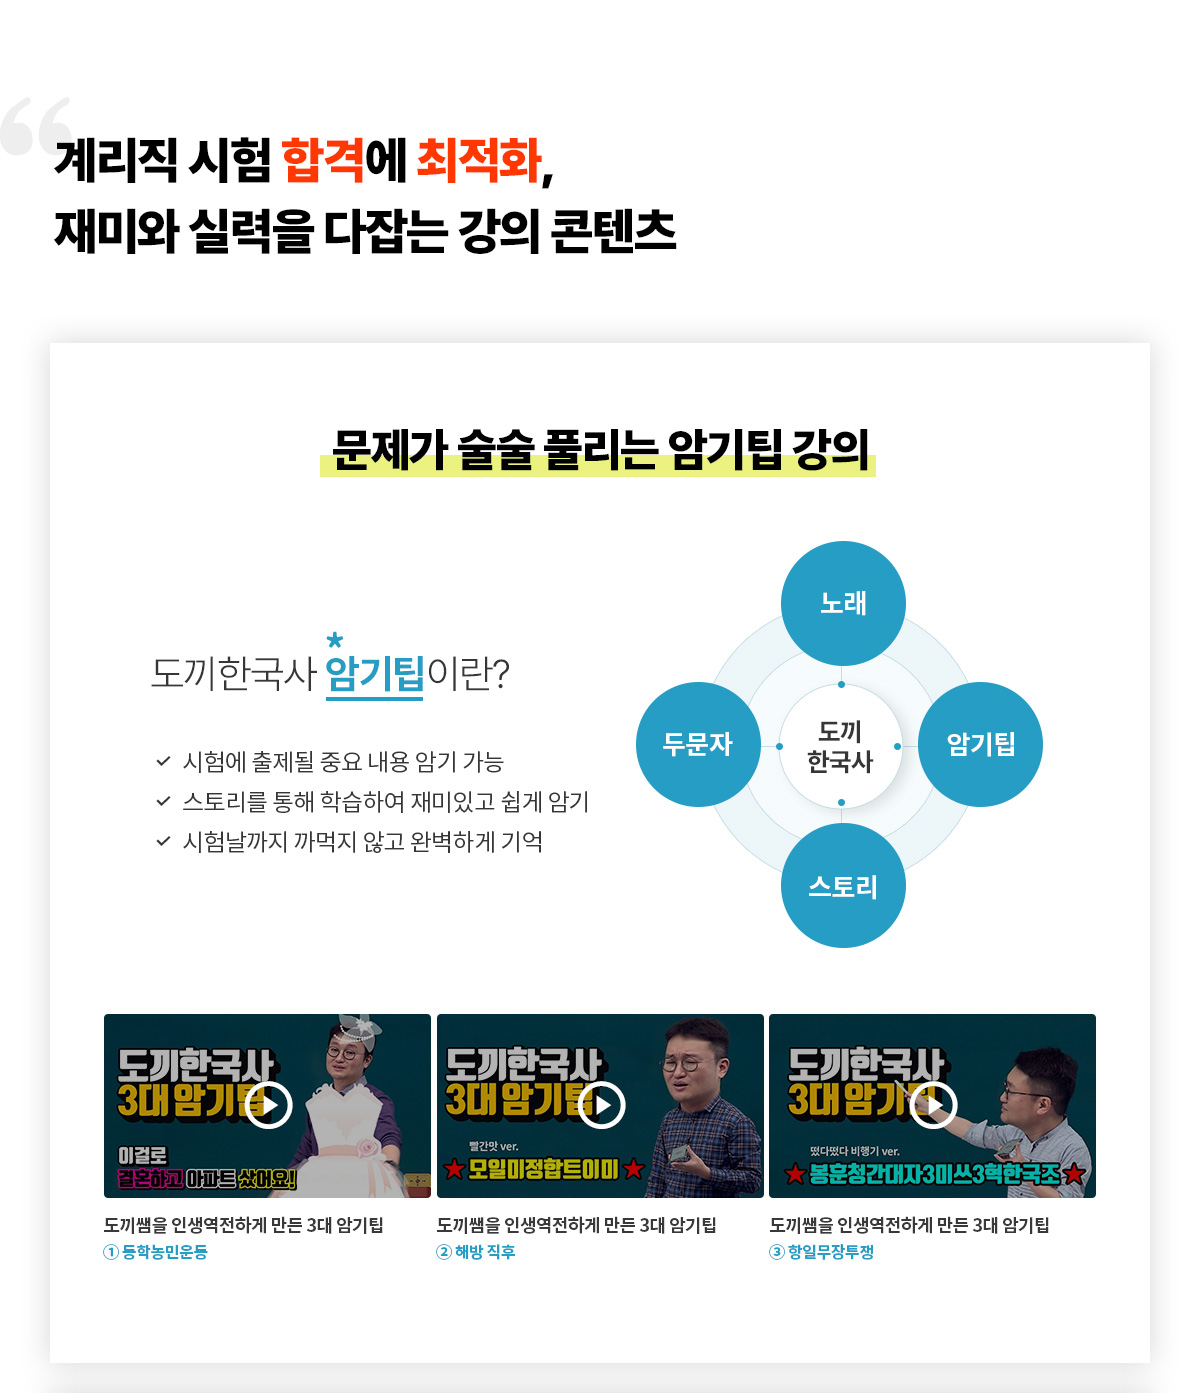 계리직 시험 합격에 최적화,
재미와 실력을 다잡는 강의 콘텐츠
문제가 술술 풀리는 암기팁 강의
도끼한국사 암기팁이란?
시험에 출제될 중요 내용 암기 가능
스토리를 통해 학습하여 재미있고 쉽게 암기
시험날까지 까먹지 않고 완벽하게 기억
노래
두문자
도끼
한국사
암기팁
스토리
도끼한국사
3대 암기팁
이걸로
결혼하고 아파트 샀어요!
도끼쌤을 인생역전하게 만든 3대 암기팁
① 동학농민운동
도끼한국사
3대 암기팁
빨간맛 ver.
★모일미정합트이미★
도끼쌤을 인생역전하게 만든 3대 암기팁
② 해방 직후
도끼한국사
3대 암기팁
떴다떴다 비행기 ver.
★봉훈청간대자3미쓰3혁한국조★
도끼쌤을 인생역전하게 만든 3대 암기팁
③ 항일무장투쟁